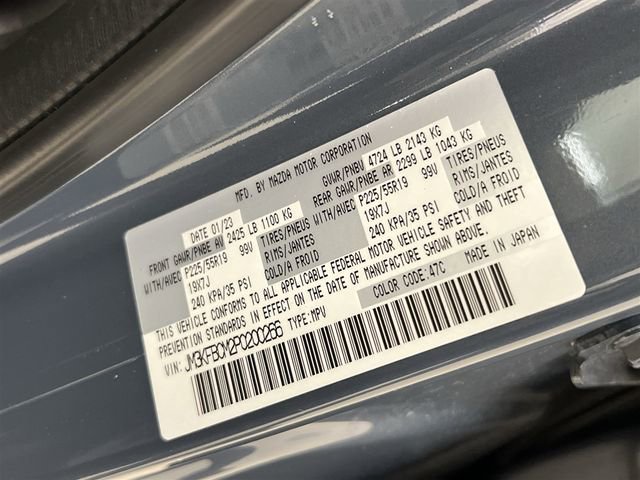 MFD. BY MAZDA MOTOR CORPORATION
DATE 01/23 GVWR/PNBV 4724 LB 2143 KG
FRONT GAWR/PNBE AV 2425 LB 1100 KG REAR GAWR/PNBE AR 2299 LB 1043 KG
WITH/AVEC P225/55R19 99V TIRES/PNEUS WITH/AVEC P225/55R19 99V TIRES/PNEUS
19X7J RIMS/JANTES 19X7J RIMS/JANTES
240 KPA/35 PSI COLD/A FROID 240 KPA/35 PSI COLD/A FROID
THIS VEHICLE CONFORMS TO ALL APPLICABLE FEDERAL MOTOR VEHICLE SAFETY AND THEFT
PREVENTION STANDARDS IN EFFECT ON THE DATE OF MANUFACTURE SHOWN ABOVE.
VIN: JM3KFBCM2P0200266 TYPE:MPV COLOR CODE:47C MADE IN JAPAN